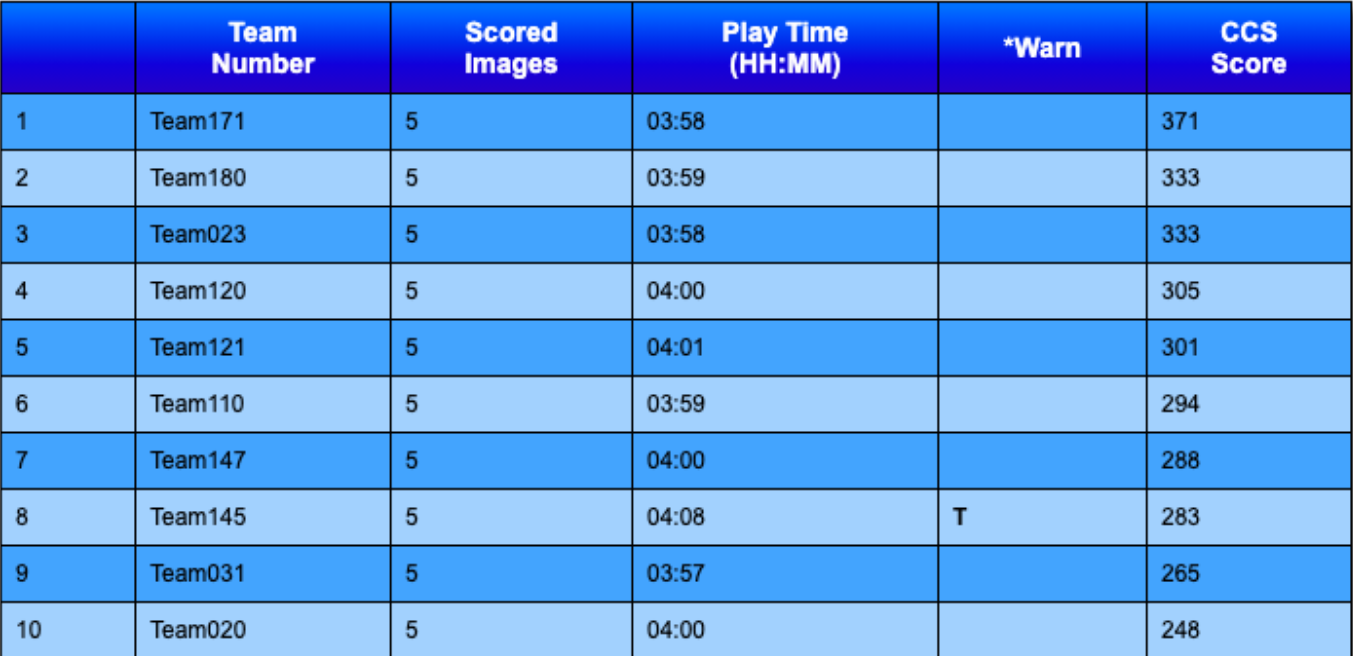 Team Number Scored Images Play Time (HH:MM) *Warn CCS Score
1 Team171 5 03:58 371
2 Team180 5 03:59 333
3 Team023 5 03:58 333
4 Team120 5 04:00 305
5 Team121 5 04:01 301
6 Team110 5 03:59 294
7 Team147 5 04:00 288
8 Team145 5 04:08 T 283
9 Team031 5 03:57 265
10 Team020 5 04:00 248